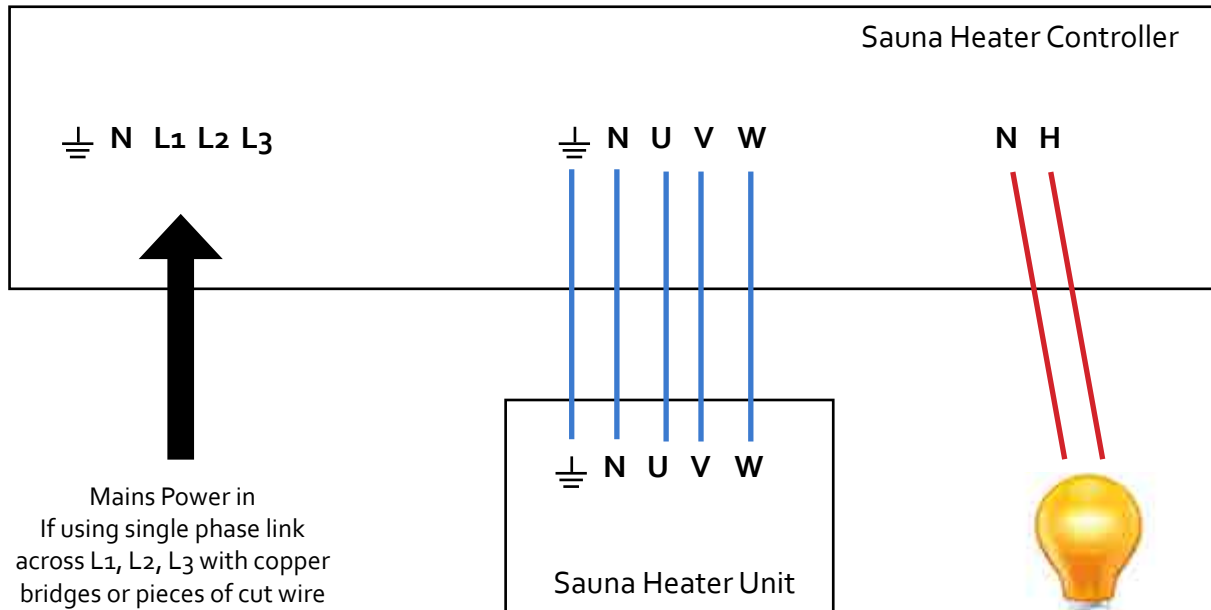 Sauna Heater Controller
N L1 L2 L3
N U V W
N H
N U V W
Mains Power in
If using single phase link
across L1, L2, L3 with copper
bridges or pieces of cut wire
Sauna Heater Unit